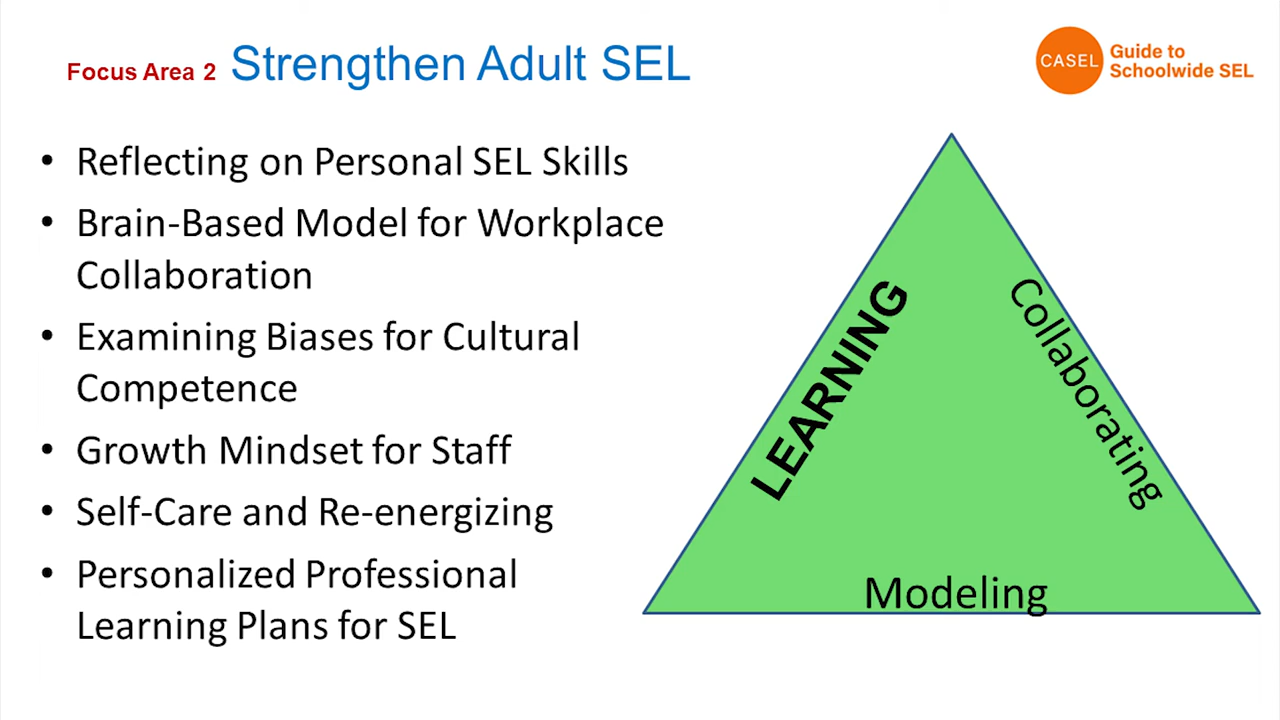 Focus Area 2 Strengthen Adult SEL
CASEL
Guide to
Schoolwide SEL
• Reflecting on Personal SEL Skills
• Brain-Based Model for Workplace
Collaboration
• Examining Biases for Cultural
Competence
• Growth Mindset for Staff
• Self-Care and Re-energizing
• Personalized Professional
Learning Plans for SEL
LEARNING
Collaborating
Modeling